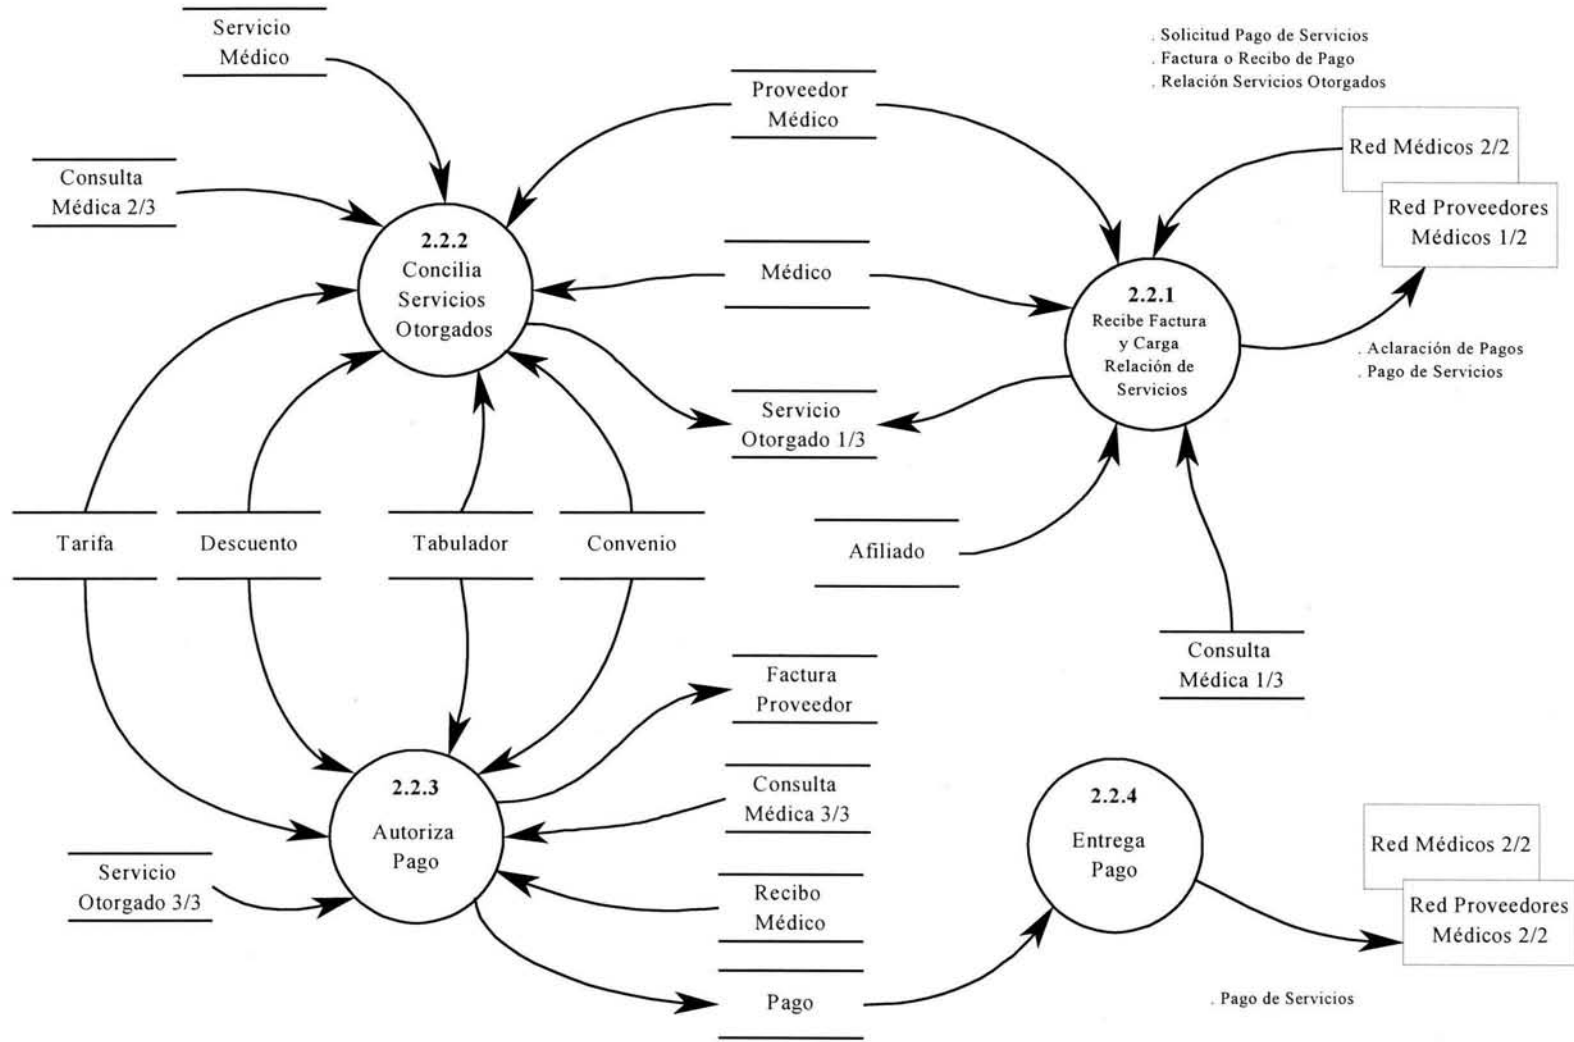 Servicio
Médico
. Solicitud Pago de Servicios
. Factura o Recibo de Pago
. Relación Servicios Otorgados
Proveedor
Médico
Red Médicos 2/2
Consulta
Médica 2/3
Red Proveedores
Médicos 1/2
2.2.2
Concilia
Servicios
Otorgados
Médico
2.2.1
Recibe Factura
y Carga
Relación de
Servicios
. Aclaración de Pagos
. Pago de Servicios
Servicio
Otorgado 1/3
Tarifa
Descuento
Tabulador
Convenio
Afiliado
Consulta
Médica 1/3
Factura
Proveedor
2.2.3
Autoriza
Pago
Consulta
Médica 3/3
2.2.4
Entrega
Pago
Red Médicos 2/2
Servicio
Otorgado 3/3
Recibo
Médico
Red Proveedores
Médicos 2/2
Pago
. Pago de Servicios